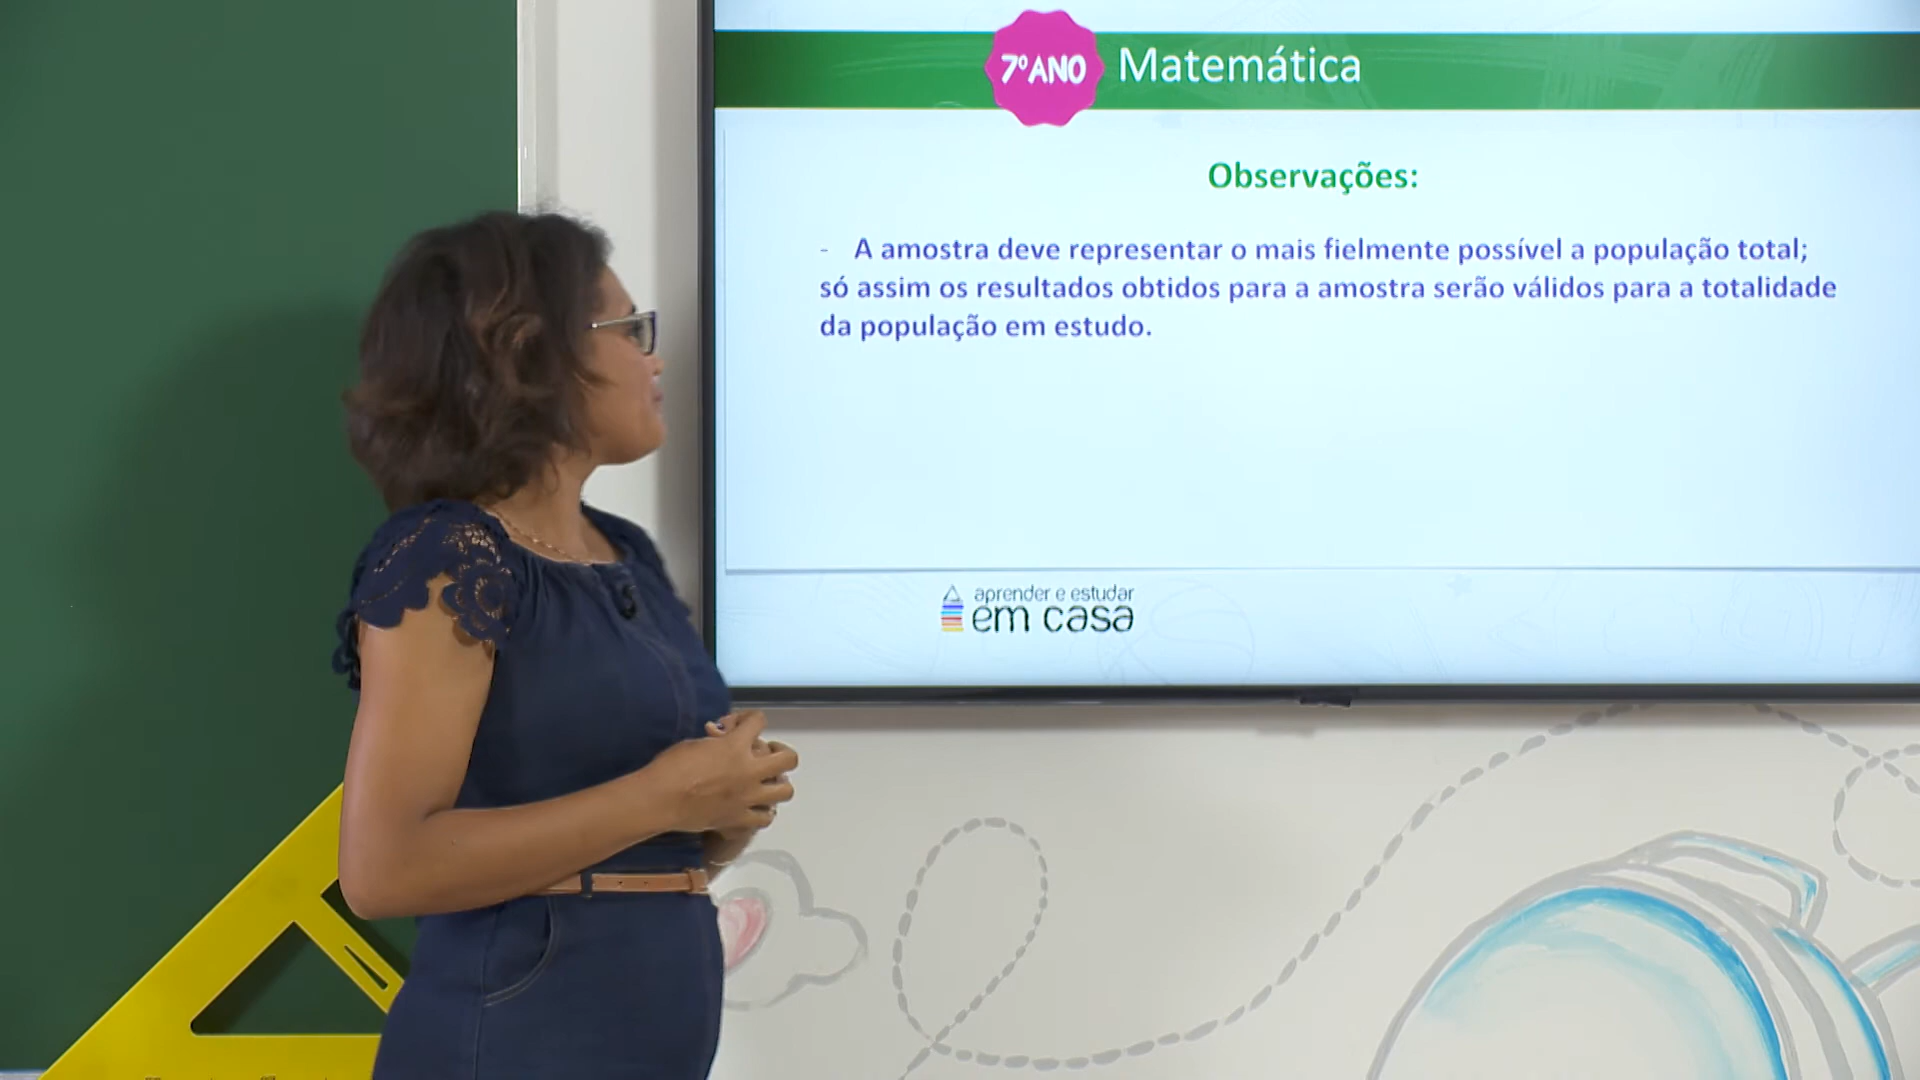 7ºANO Matemática
Observações:
- A amostra deve representar o mais fielmente possível a população total;
só assim os resultados obtidos para a amostra serão válidos para a totalidade
da população em estudo.
aprender e estudar
em casa